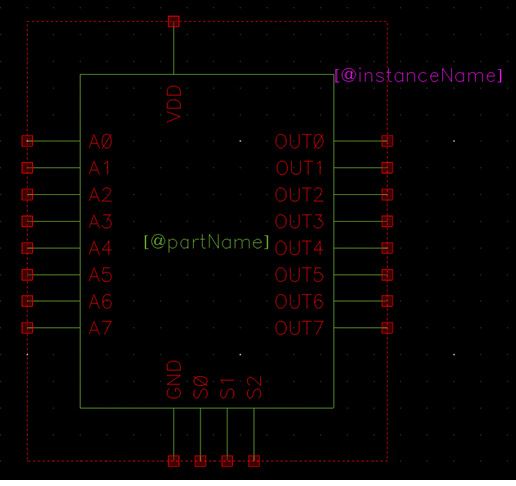 [@instanceName]
VDD
A0 OUT0
A1 OUT1
A2 OUT2
A3 OUT3
[@partName]
A4 OUT4
A5 OUT5
A6 OUT6
A7 OUT7
GND S0 S1 S2